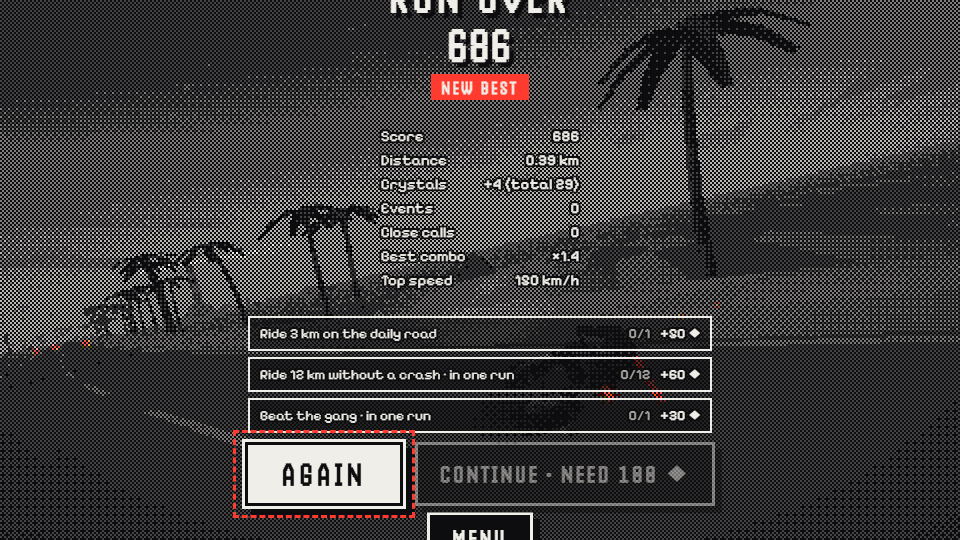 RUN OVER
686
NEW BEST
Score 686
Distance 0.99 km
Crystals +4 (total 29)
Events 0
Close calls 0
Best combo ×1.4
Top speed 180 km/h
Ride 3 km on the daily road 0/1 +80 ◆
Ride 12 km without a crash · in one run 0/12 +60 ◆
Beat the gang · in one run 0/1 +30 ◆
AGAIN
CONTINUE · NEED 100 ◆
MENU